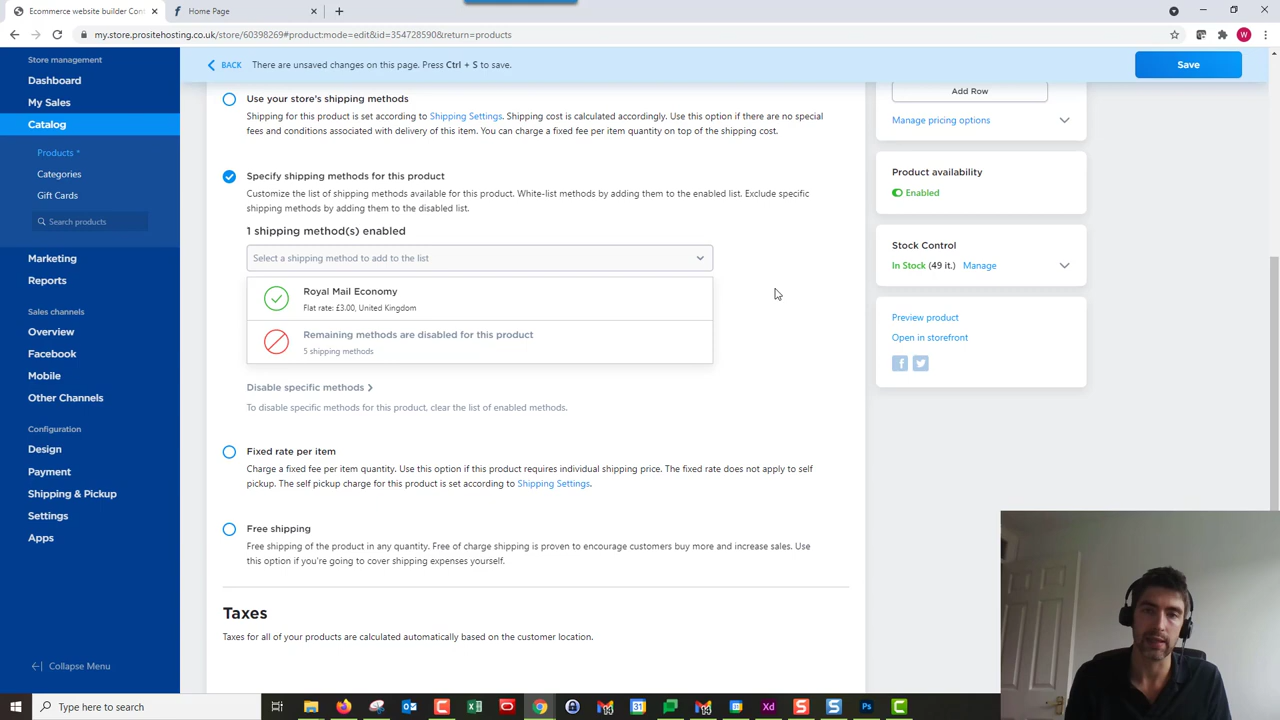 Ecommerce website builder Cont
Home Page
my.store.prositehosting.co.uk/store/60398269#product:mode=edit&id=354728590&return=products
W
Store management
Dashboard
My Sales
Catalog
Products *
Categories
Gift Cards
Search products
Marketing
Reports
Sales channels
Overview
Facebook
Mobile
Other Channels
Configuration
Design
Payment
Shipping & Pickup
Settings
Apps
Collapse Menu
BACK
There are unsaved changes on this page. Press Ctrl + S to save.
Save
Use your store's shipping methods
Shipping for this product is set according to Shipping Settings. Shipping cost is calculated accordingly. Use this option if there are no special
fees and conditions associated with delivery of this item. You can charge a fixed fee per item quantity on top of the shipping cost.
Specify shipping methods for this product
Customize the list of shipping methods available for this product. White-list methods by adding them to the enabled list. Exclude specific
shipping methods by adding them to the disabled list.
1 shipping method(s) enabled
Select a shipping method to add to the list
Royal Mail Economy
Flat rate: £3.00, United Kingdom
Remaining methods are disabled for this product
5 shipping methods
Disable specific methods
To disable specific methods for this product, clear the list of enabled methods.
Fixed rate per item
Charge a fixed fee per item quantity. Use this option if this product requires individual shipping price. The fixed rate does not apply to self
pickup. The self pickup charge for this product is set according to Shipping Settings.
Free shipping
Free shipping of the product in any quantity. Free of charge shipping is proven to encourage customers buy more and increase sales. Use
this option if you're going to cover shipping expenses yourself.
Taxes
Taxes for all of your products are calculated automatically based on the customer location.
Add Row
Manage pricing options
Product availability
Enabled
Stock Control
In Stock (49 it.) Manage
Preview product
Open in storefront
Type here to search